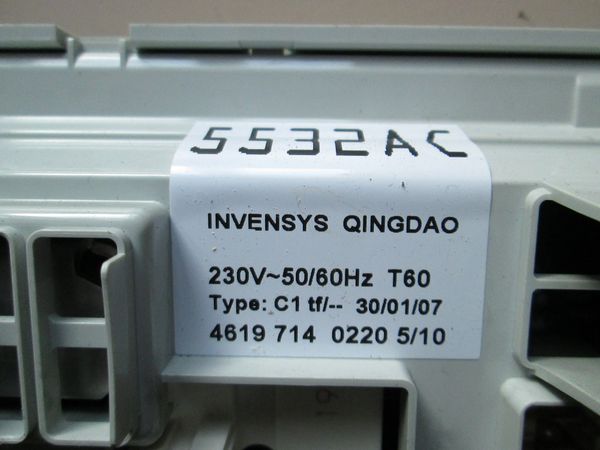 5532AC
INVENSYS QINGDAO
230V~50/60Hz T60
Type: C1 tf/-- 30/01/07
4619 714 0220 5/10